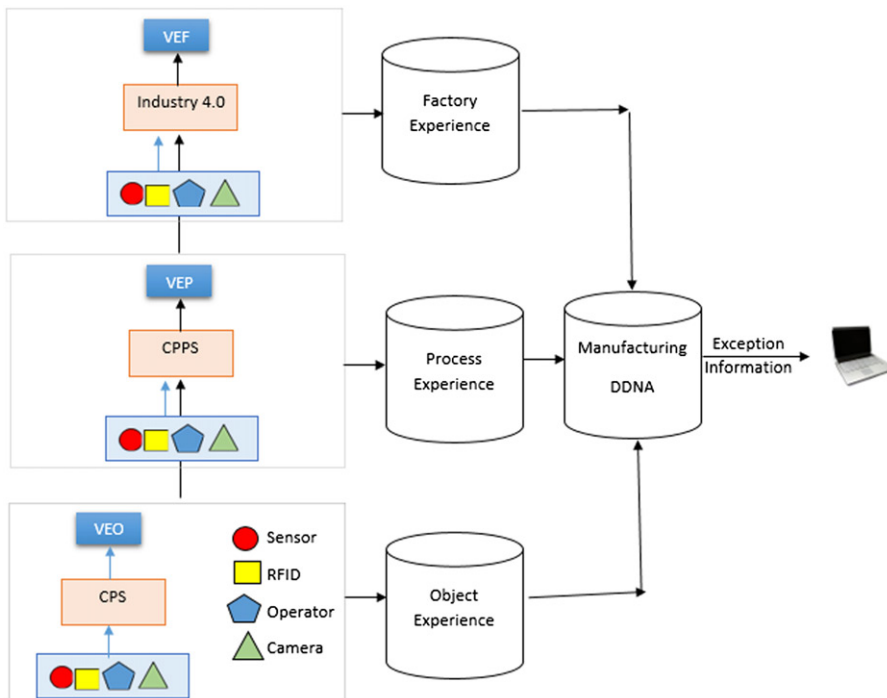 VEF
Industry 4.0
Factory
Experience
VEP
CPPS
Process
Experience
Manufacturing
DDNA
Exception
Information
VEO
CPS
Sensor
RFID
Operator
Camera
Object
Experience